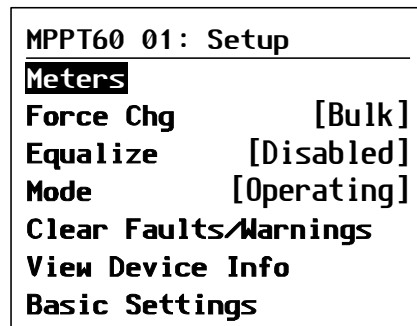 MPPT60 01: Setup
Meters
Force Chg [Bulk]
Equalize [Disabled]
Mode [Operating]
Clear Faults/Warnings
View Device Info
Basic Settings